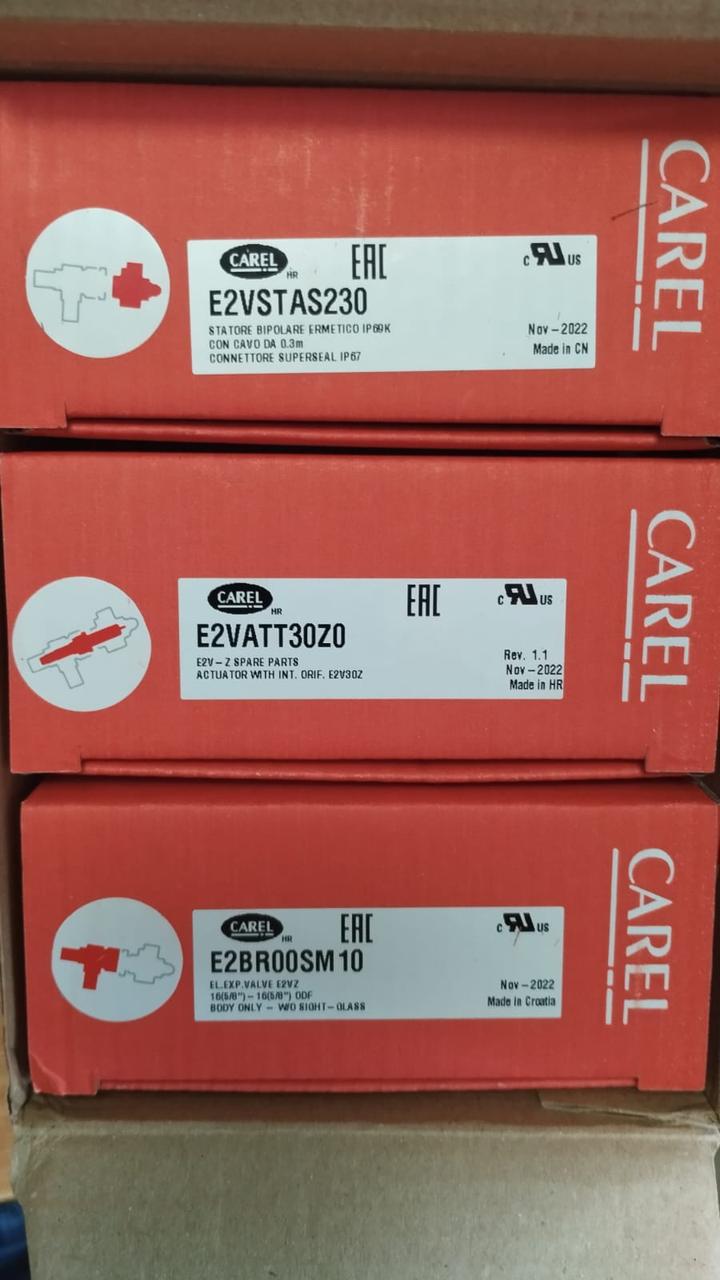 CAREL
CAREL HR EAC c RU US
E2VSTAS230
STATORE BIPOLARE ERMETICO IP69K
CON CAVO DA 0.3m
CONNETTORE SUPERSEAL IP67
Nov-2022
Made in CN
CAREL
CAREL HR EAC c RU US
E2VATT30Z0
E2V-Z SPARE PARTS
ACTUATOR WITH INT. ORIF. E2V30Z
Rev. 1.1
Nov-2022
Made in HR
CAREL
CAREL HR EAC c RU US
E2BR00SM10
EL.EXP.VALVE E2VZ
16(5/8")-16(5/8") ODF
BODY ONLY - W/O SIGHT-GLASS
Nov-2022
Made in Croatia